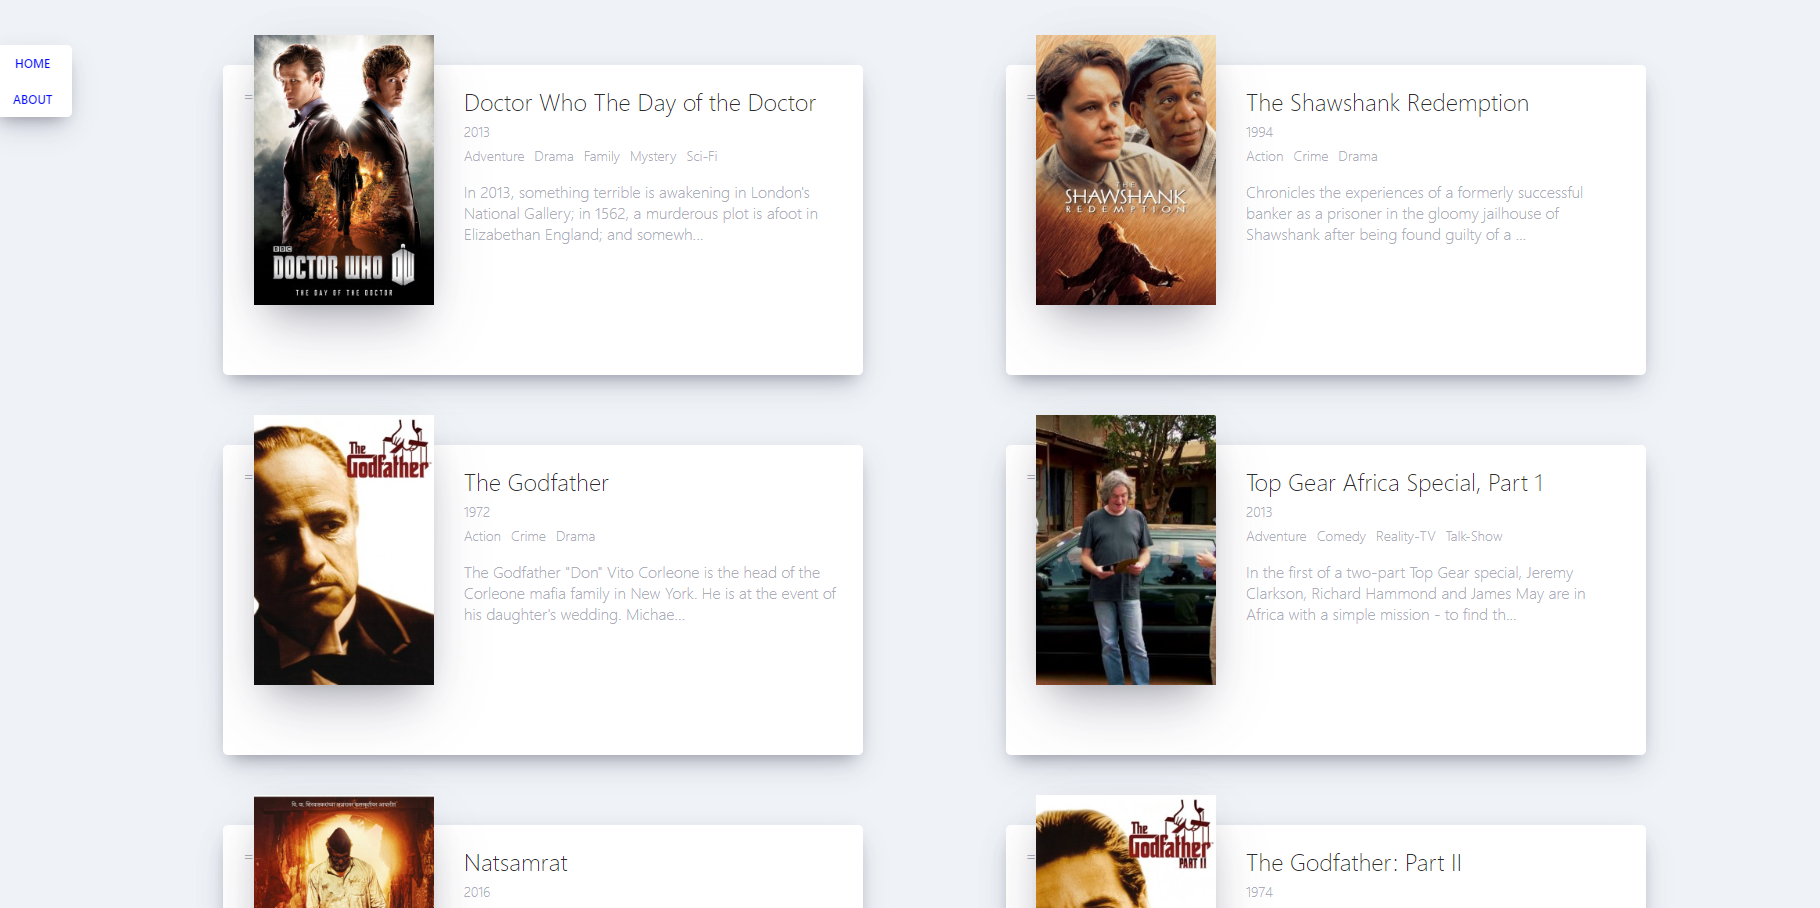 HOME
ABOUT
=
BBC
DOCTOR WHO DW
THE DAY OF THE DOCTOR
Doctor Who The Day of the Doctor
2013
Adventure Drama Family Mystery Sci-Fi
In 2013, something terrible is awakening in London's
National Gallery; in 1562, a murderous plot is afoot in
Elizabethan England; and somewh...
=
THE
SHAWSHANK
REDEMPTION
The Shawshank Redemption
1994
Action Crime Drama
Chronicles the experiences of a formerly successful
banker as a prisoner in the gloomy jailhouse of
Shawshank after being found guilty of a ...
=
The
Godfather
The Godfather
1972
Action Crime Drama
The Godfather "Don" Vito Corleone is the head of the
Corleone mafia family in New York. He is at the event of
his daughter's wedding. Michae...
=
Top Gear Africa Special, Part 1
2013
Adventure Comedy Reality-TV Talk-Show
In the first of a two-part Top Gear special, Jeremy
Clarkson, Richard Hammond and James May are in
Africa with a simple mission - to find th...
=
Natsamrat
2016
=
The
Godfather
PART II
The Godfather: Part II
1974